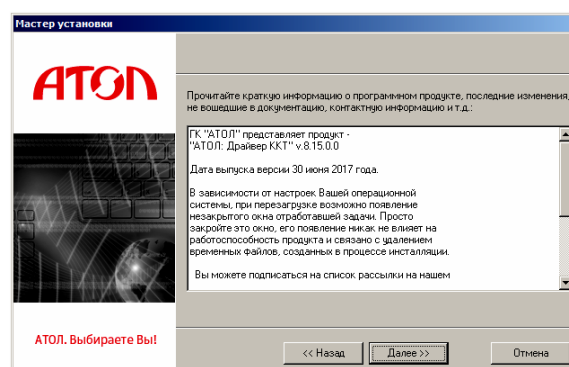 Мастер установки
АТОЛ
Прочитайте краткую информацию о программном продукте, последние изменения,
не вошедшие в документацию, контактную информацию и т.д.:
ГК "АТОЛ" представляет продукт -
"АТОЛ: Драйвер ККТ" v.8.15.0.0
Дата выпуска версии 30 июня 2017 года.
В зависимости от настроек Вашей операционной
системы, при перезагрузке возможно появление
незакрытого окна отработавшей задачи. Просто
закройте это окно, его появление никак не влияет на
работоспособность продукта и связано с удалением
временных файлов, созданных в процессе инсталляции.
Вы можете подписаться на список рассылки на нашем
АТОЛ. Выбираете Вы!
<< Назад
Далее >>
Отмена